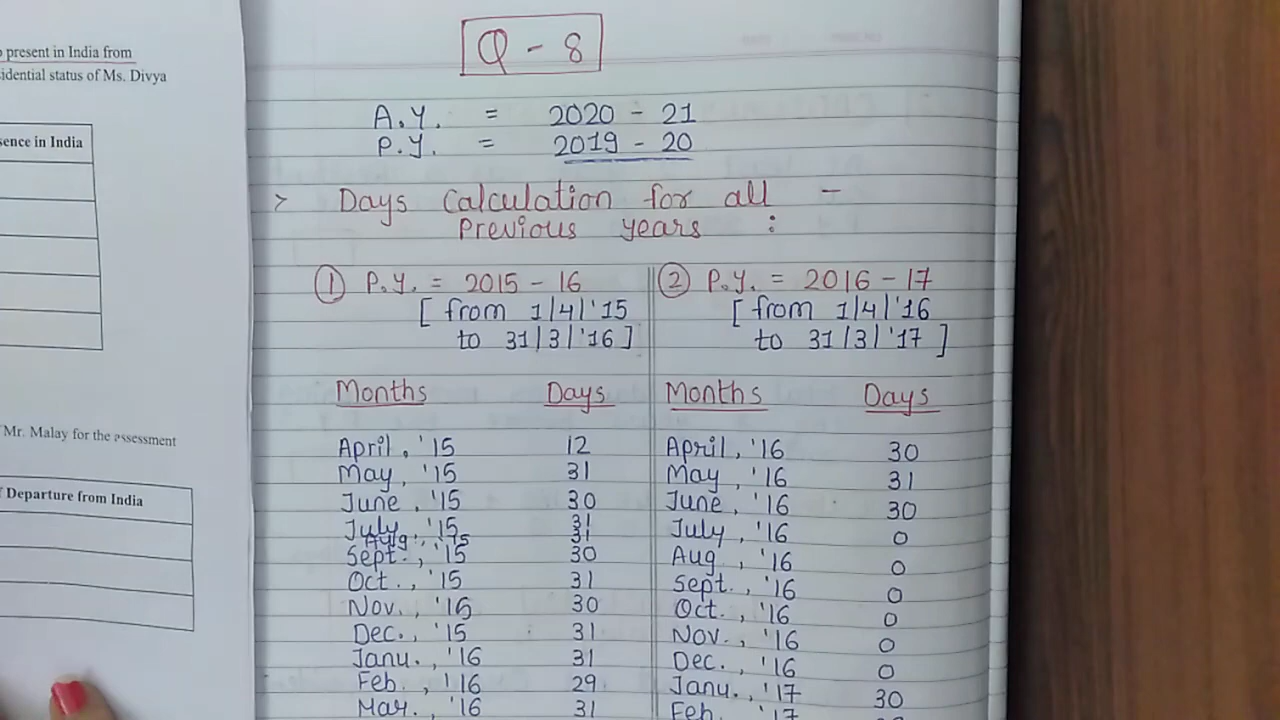 present in India from
idential status of Ms. Divya
sence in India
Mr. Malay for the assessment
Departure from India
Q - 8
A.Y. = 2020 - 21
P.Y. = 2019 - 20
> Days Calculation for all -
Previous years :
① P.Y. = 2015 - 16
[ from 1/4/'15
to 31/3/'16 ]
Months Days
April, '15 12
May, '15 31
June, '15 30
July, '15 31
Aug., '15 31
Sept., '15 30
Oct., '15 31
Nov., '15 30
Dec., '15 31
Janu., '16 31
Feb., '16 29
Mar., '16 31
② P.Y. = 2016 - 17
[ from 1/4/'16
to 31/3/'17 ]
Months Days
April, '16 30
May, '16 31
June, '16 30
July, '16 0
Aug, '16 0
Sept., '16 0
Oct., '16 0
Nov., '16 0
Dec., '16 0
Janu., '17 30
Feb., '17